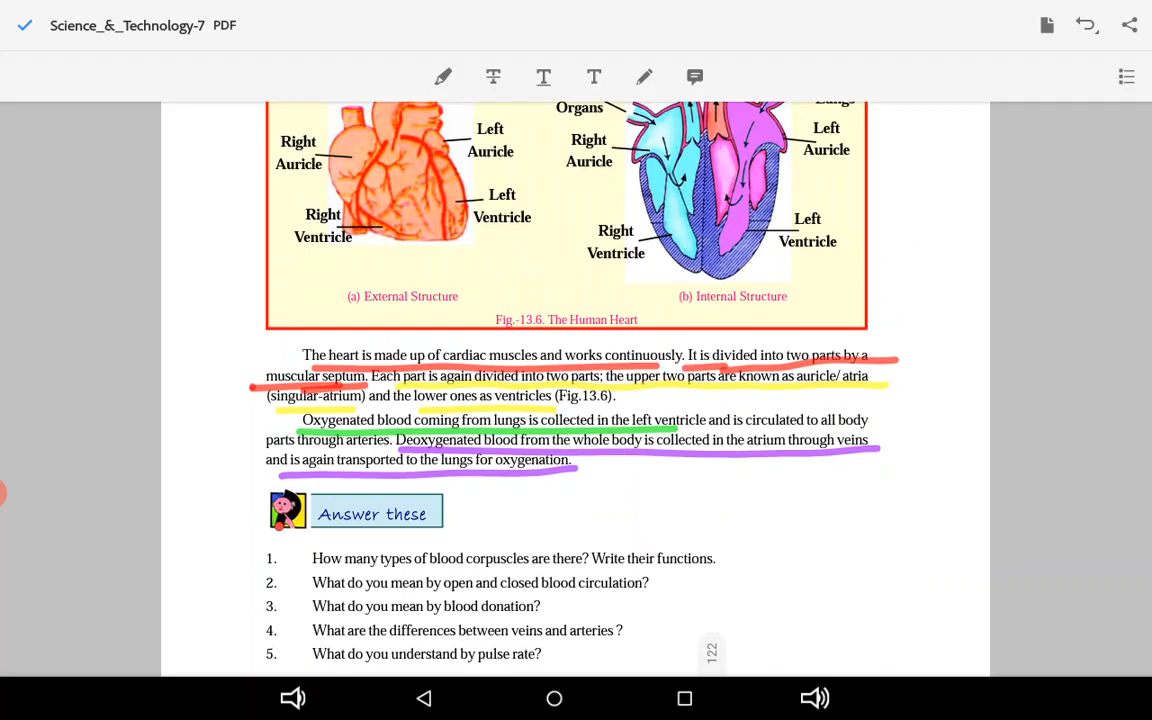 Science_&_Technology-7 PDF
Organs
Lungs
Right
Auricle
Left
Auricle
Right
Auricle
Left
Auricle
Left
Ventricle
Right
Ventricle
Left
Ventricle
Right
Ventricle
(a) External Structure
(b) Internal Structure
Fig.-13.6. The Human Heart
The heart is made up of cardiac muscles and works continuously. It is divided into two parts by a
muscular septum. Each part is again divided into two parts; the upper two parts are known as auricle/ atria
(singular-atrium) and the lower ones as ventricles (Fig.13.6).
Oxygenated blood coming from lungs is collected in the left ventricle and is circulated to all body
parts through arteries. Deoxygenated blood from the whole body is collected in the atrium through veins
and is again transported to the lungs for oxygenation.
Answer these
1. How many types of blood corpuscles are there? Write their functions.
2. What do you mean by open and closed blood circulation?
3. What do you mean by blood donation?
4. What are the differences between veins and arteries ?
5. What do you understand by pulse rate?
122